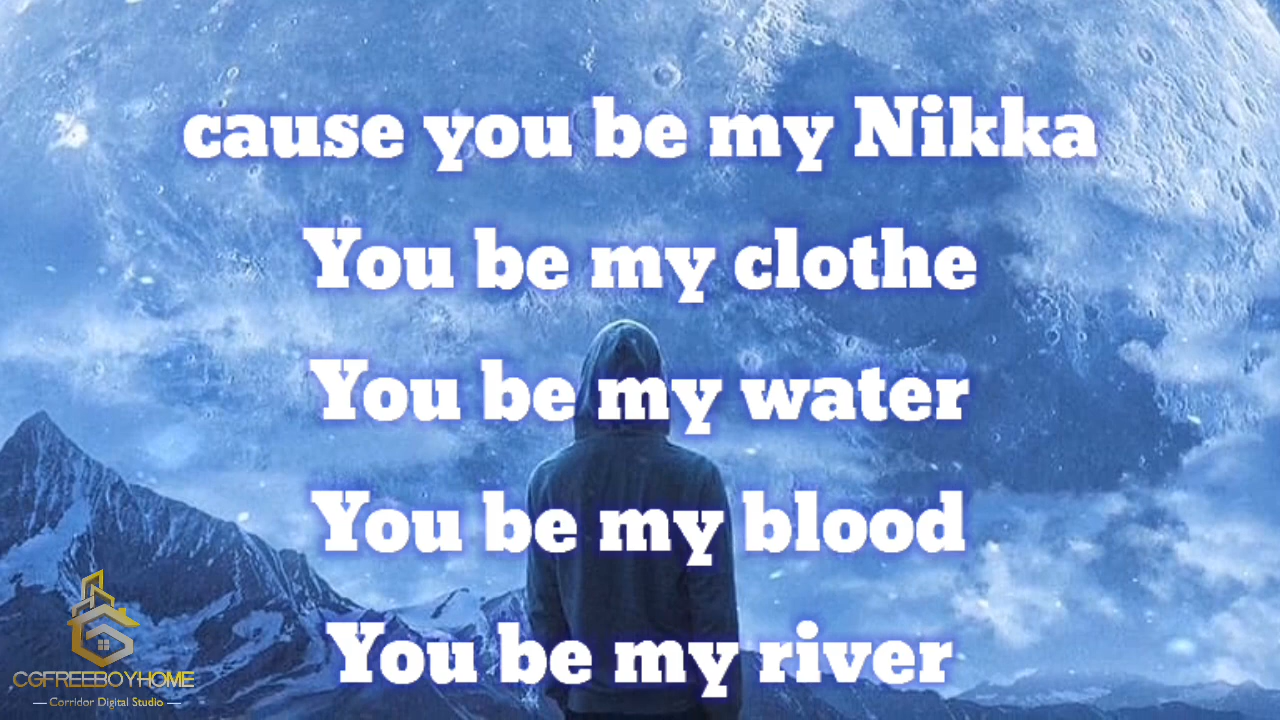 cause you be my Nikka
You be my clothe
You be my water
You be my blood
You be my river
CGFREEBOYHOME
Corridor Digital Studio